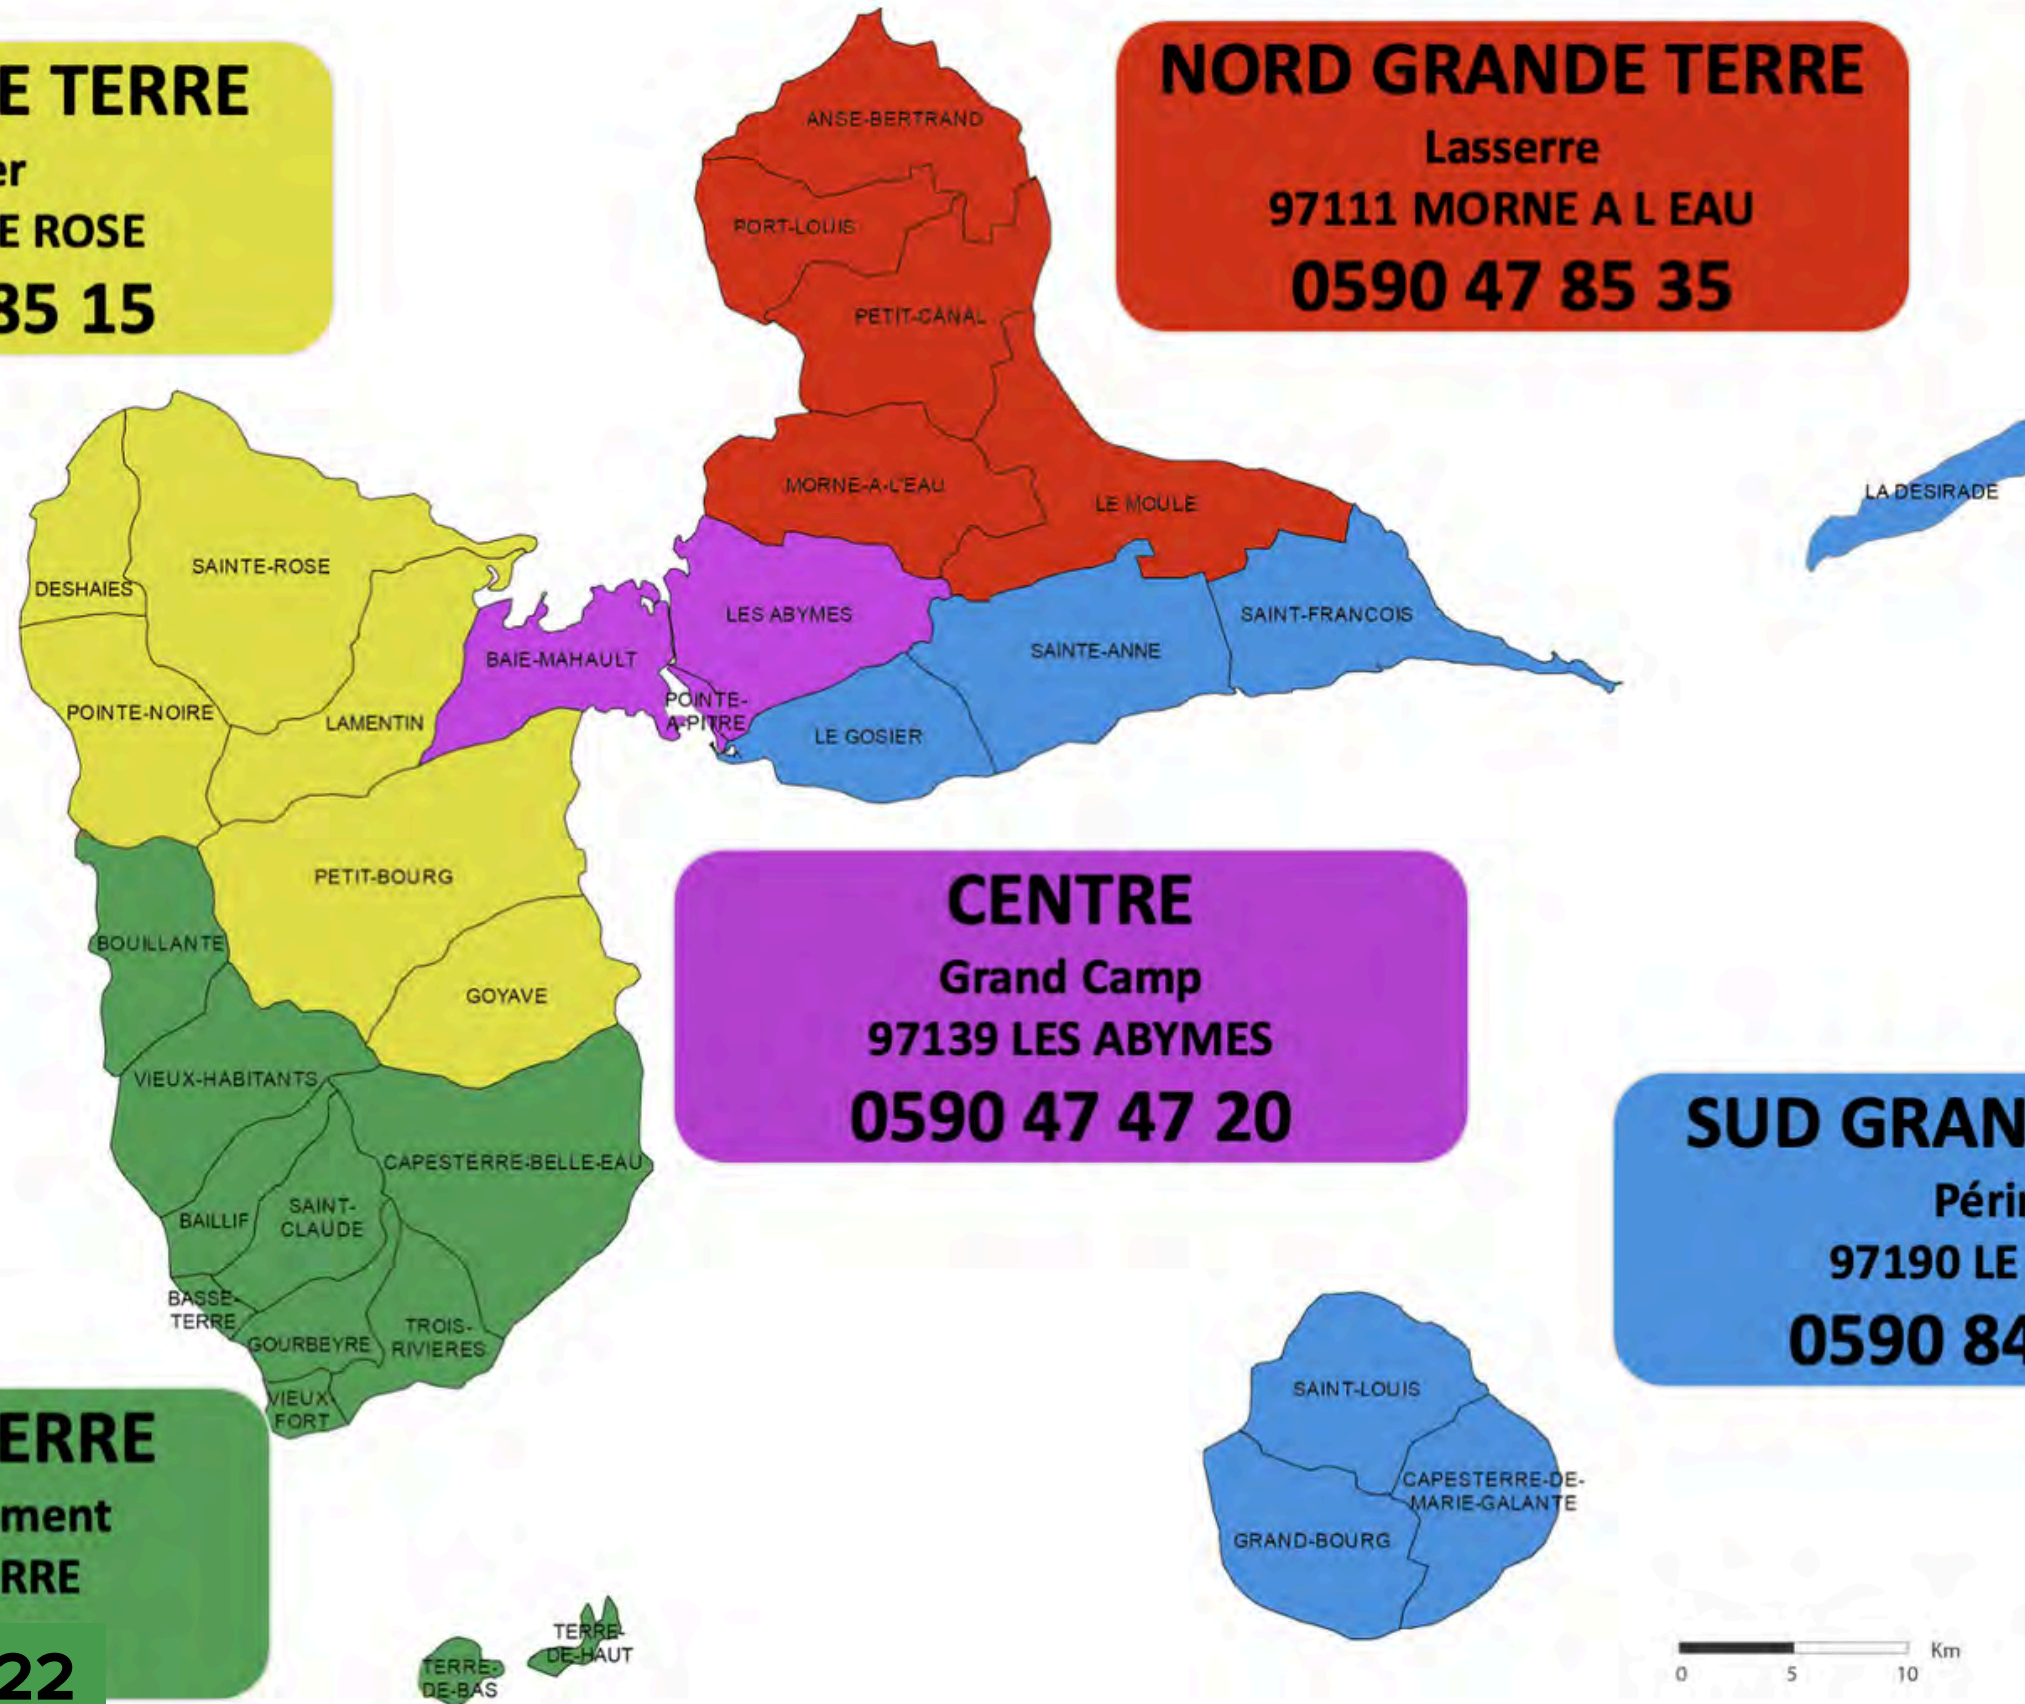 E TERRE
er
E ROSE
85 15
NORD GRANDE TERRE
Lasserre
97111 MORNE A L EAU
0590 47 85 35
ANSE-BERTRAND
PORT-LOUIS
PETIT-CANAL
MORNE-A-L'EAU
LE MOULE
LA DESIRADE
SAINTE-ROSE
DESHAIES
LES ABYMES
SAINT-FRANCOIS
SAINTE-ANNE
BAIE-MAHAULT
POINTE-
A-PITRE
POINTE-NOIRE
LAMENTIN
LE GOSIER
PETIT-BOURG
BOUILLANTE
GOYAVE
CENTRE
Grand Camp
97139 LES ABYMES
0590 47 47 20
VIEUX-HABITANTS
CAPESTERRE-BELLE-EAU
BAILLIF
SAINT-
CLAUDE
BASSE-
TERRE
GOURBEYRE
TROIS-
RIVIERES
VIEUX-
FORT
SUD GRAN
Périn
97190 LE
0590 84
ERRE
ment
RRE
22
SAINT-LOUIS
CAPESTERRE-DE-
MARIE-GALANTE
GRAND-BOURG
TERRE-
DE-HAUT
TERRE-
DE-BAS
Km
0 5 10